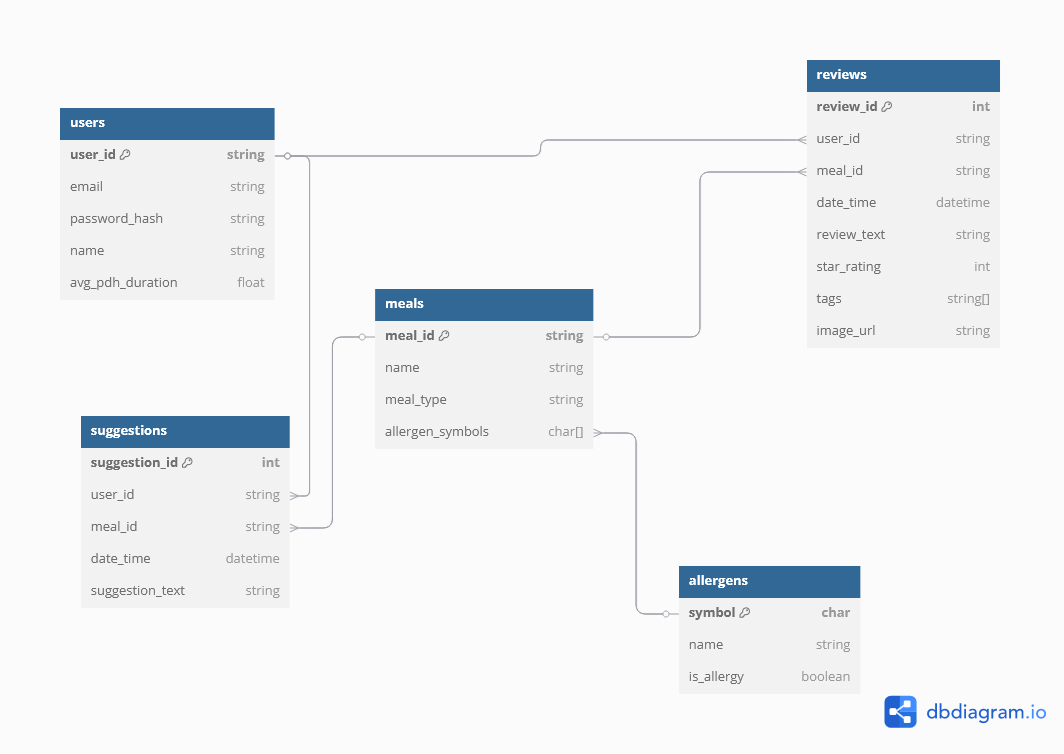 users
user_id string
email string
password_hash string
name string
avg_pdh_duration float
reviews
review_id int
user_id string
meal_id string
date_time datetime
review_text string
star_rating int
tags string[]
image_url string
meals
meal_id string
name string
meal_type string
allergen_symbols char[]
suggestions
suggestion_id int
user_id string
meal_id string
date_time datetime
suggestion_text string
allergens
symbol char
name string
is_allergy boolean
dbdiagram.io